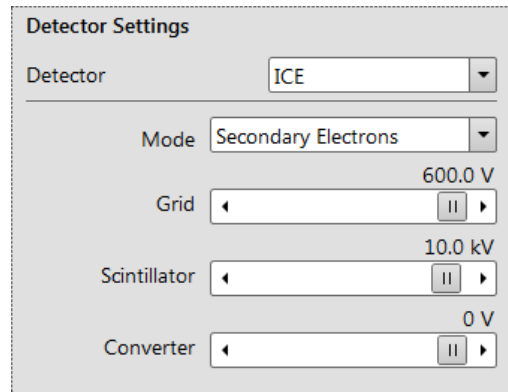 Detector Settings
Detector ICE
Mode Secondary Electrons
600.0 V
Grid
10.0 kV
Scintillator
0 V
Converter